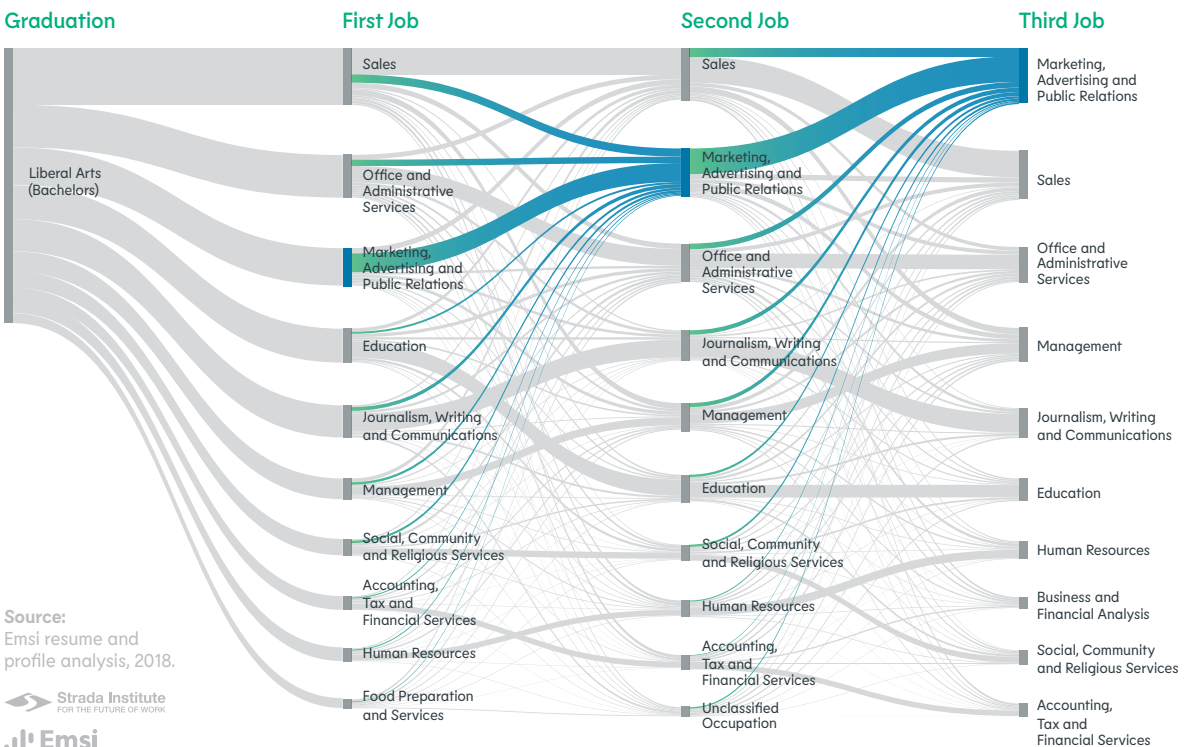 Graduation
First Job
Second Job
Third Job
Liberal Arts
(Bachelors)
Sales
Office and
Administrative
Services
Marketing,
Advertising and
Public Relations
Education
Journalism, Writing
and Communications
Management
Social, Community
and Religious Services
Accounting,
Tax and
Financial Services
Human Resources
Food Preparation
and Services
Sales
Marketing,
Advertising and
Public Relations
Office and
Administrative
Services
Journalism, Writing
and Communications
Management
Education
Social, Community
and Religious Services
Human Resources
Accounting,
Tax and
Financial Services
Unclassified
Occupation
Marketing,
Advertising and
Public Relations
Sales
Office and
Administrative
Services
Management
Journalism, Writing
and Communications
Education
Human Resources
Business and
Financial Analysis
Social, Community
and Religious Services
Accounting,
Tax and
Financial Services
Source:
Emsi resume and
profile analysis, 2018.
Strada Institute
FOR THE FUTURE OF WORK
Emsi